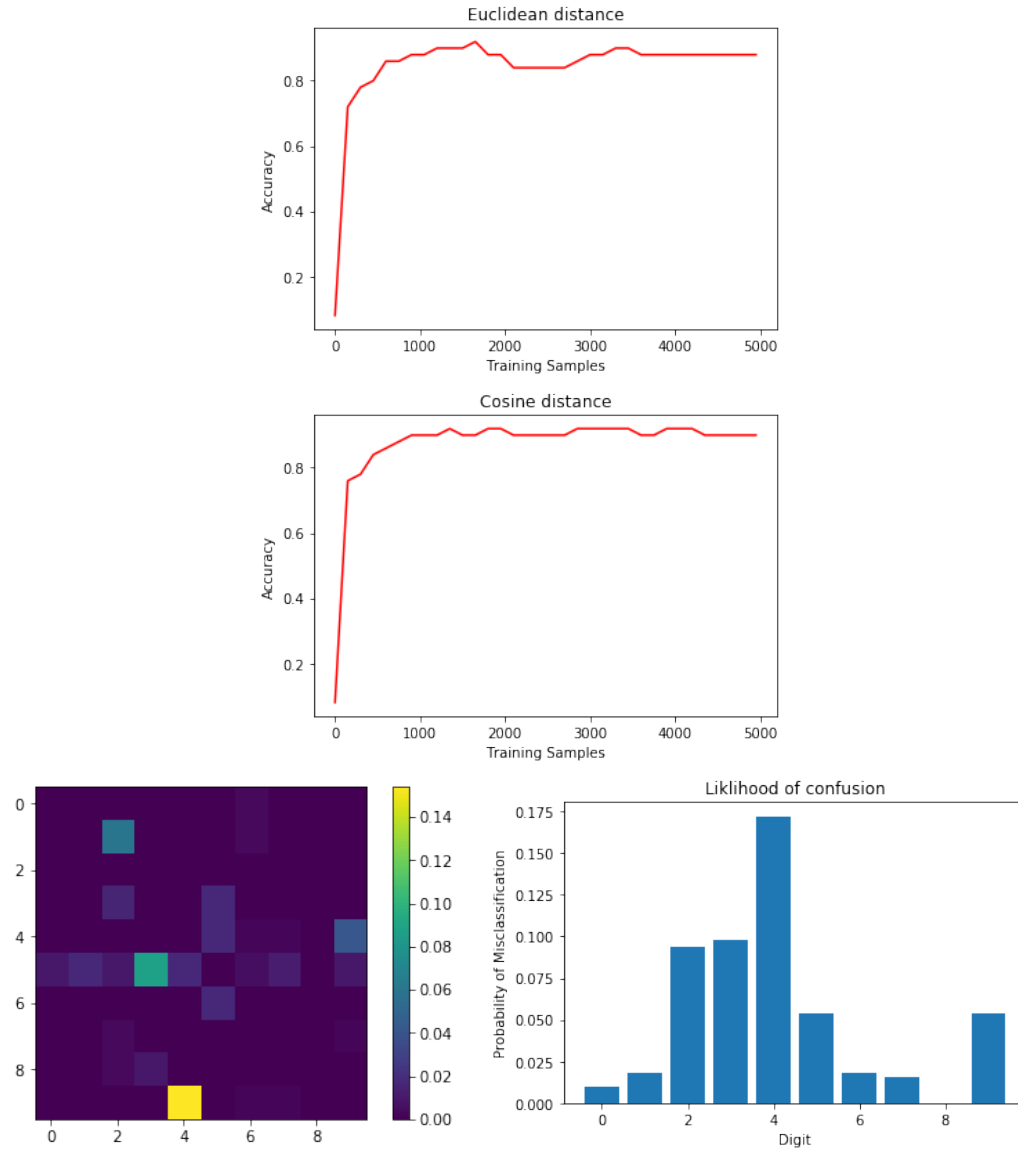 Euclidean distance
0.8
0.6
0.4
0.2
Accuracy
0 1000 2000 3000 4000 5000
Training Samples
Cosine distance
0.8
0.6
0.4
0.2
Accuracy
0 1000 2000 3000 4000 5000
Training Samples
0
2
4
6
8
0 2 4 6 8
0.14
0.12
0.10
0.08
0.06
0.04
0.02
0.00
Liklihood of confusion
0.175
0.150
0.125
0.100
0.075
0.050
0.025
0.000
Probability of Misclassification
0 2 4 6 8
Digit